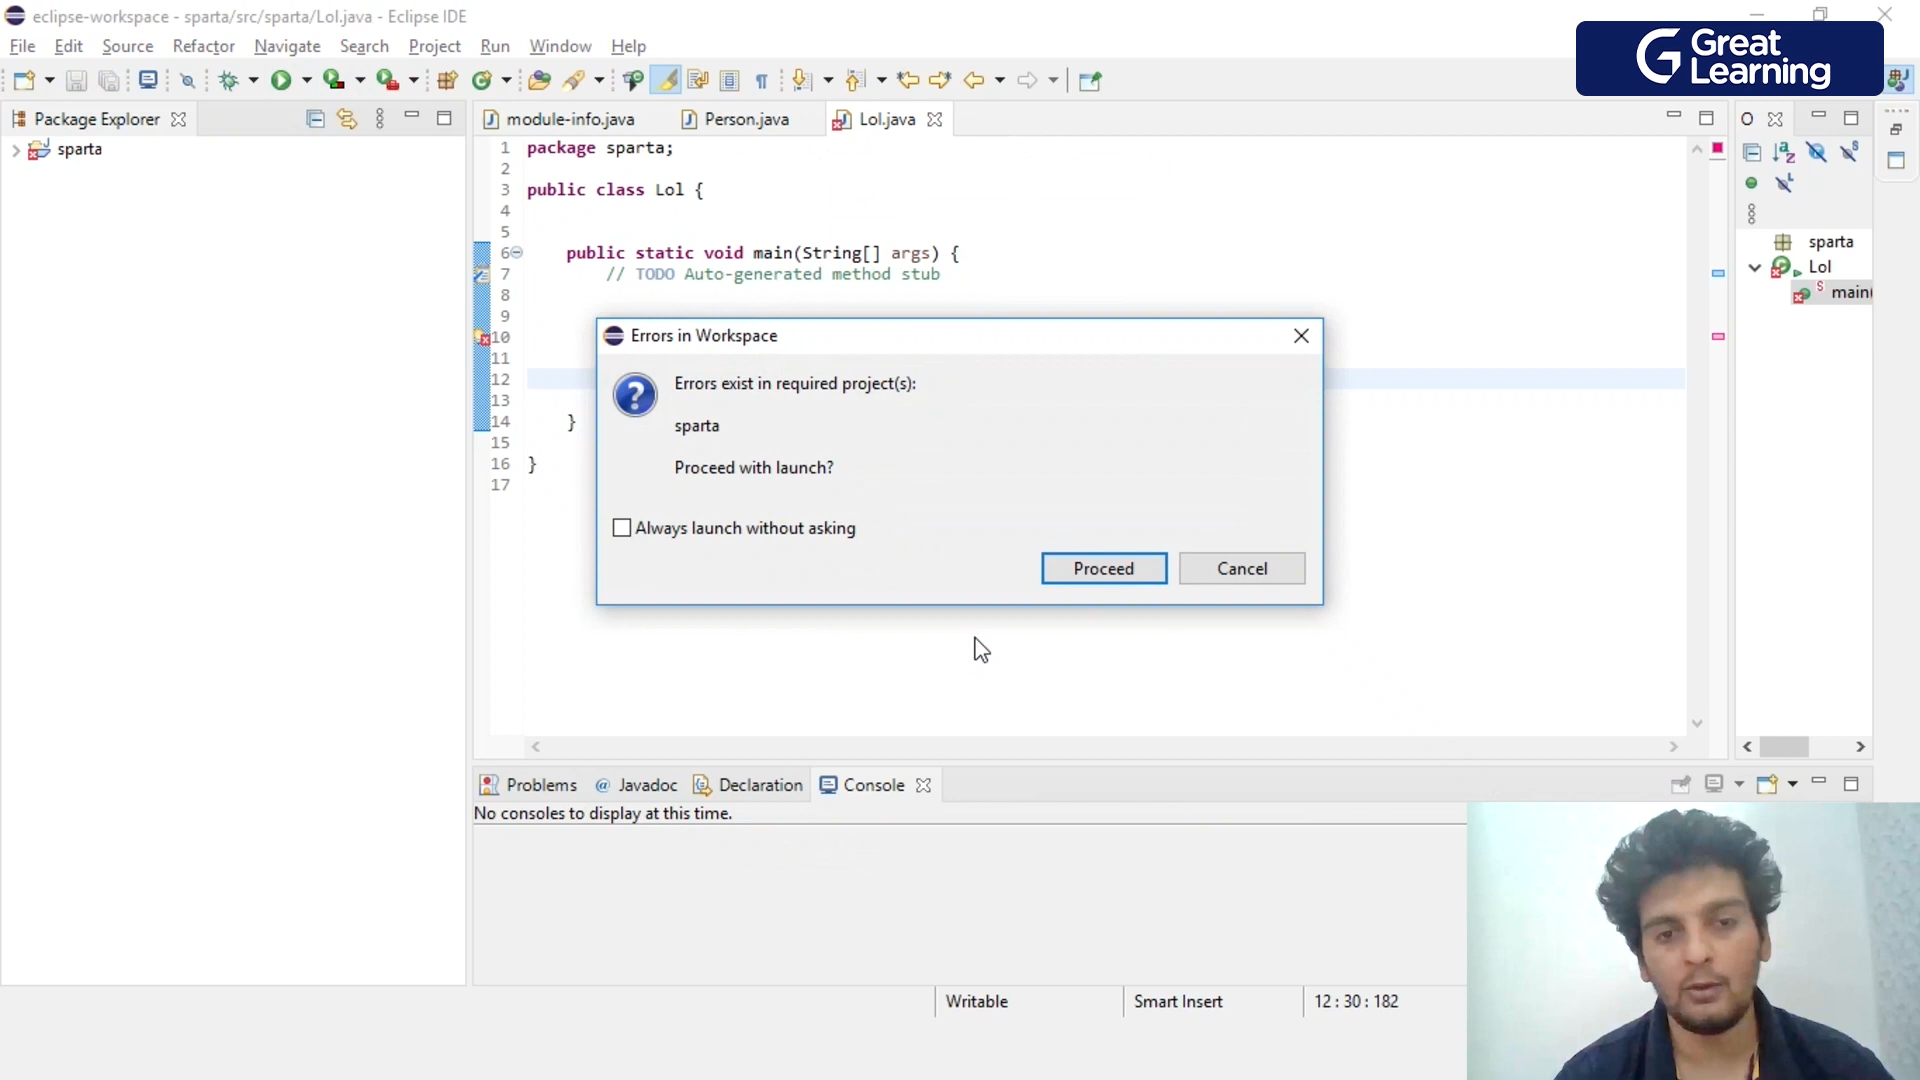 eclipse-workspace - sparta/src/sparta/Lol.java - Eclipse IDE
File Edit Source Refactor Navigate Search Project Run Window Help
Great
Learning
Package Explorer
module-info.java Person.java Lol.java
sparta
1 package sparta;
2
3 public class Lol {
4
5
6 public static void main(String[] args) {
7 // TODO Auto-generated method stub
8
9
10
11
12
13
14 }
15
16 }
17
Errors in Workspace
Errors exist in required project(s):
sparta
Proceed with launch?
Always launch without asking
Proceed Cancel
sparta
Lol
main(
Problems Javadoc Declaration Console
No consoles to display at this time.
Writable Smart Insert 12 : 30 : 182